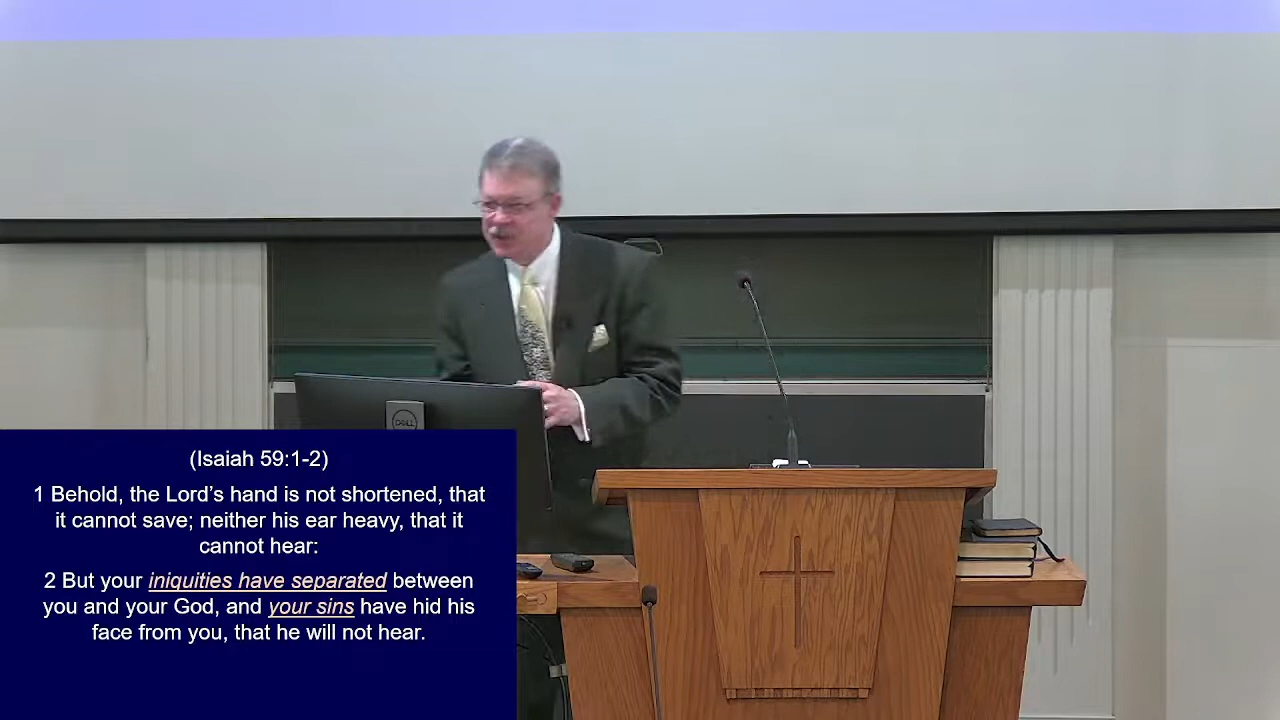 DELL
(Isaiah 59:1-2)
1 Behold, the Lord’s hand is not shortened, that
it cannot save; neither his ear heavy, that it
cannot hear:
2 But your iniquities have separated between
you and your God, and your sins have hid his
face from you, that he will not hear.